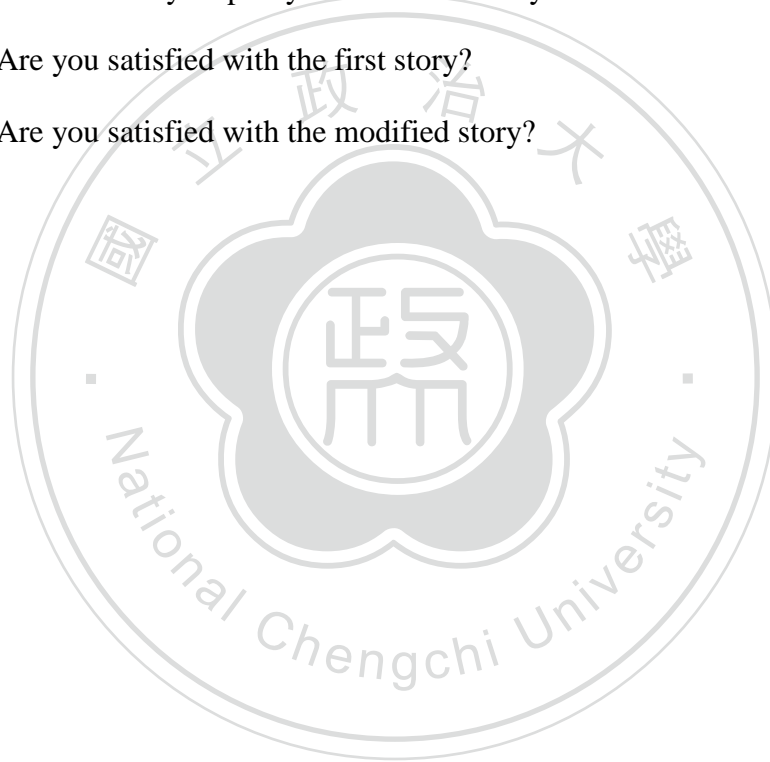 Are you satisfied with the first story?
Are you satisfied with the modified story?
國立政治大學
National Chengchi University